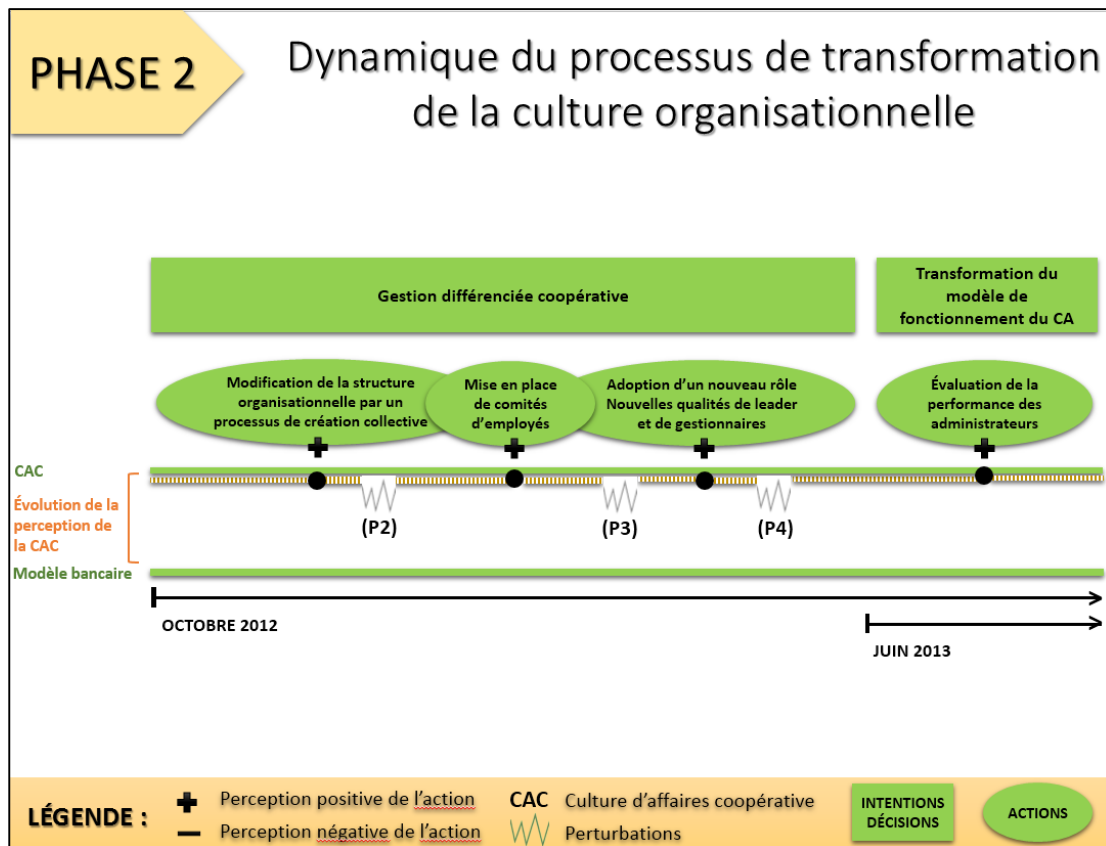 PHASE 2
Dynamique du processus de transformation
de la culture organisationnelle
Gestion différenciée coopérative
Transformation du
modèle de
fonctionnement du CA
Modification de la structure
organisationnelle par un
processus de création collective
Mise en place
de comités
d'employés
Adoption d'un nouveau rôle
Nouvelles qualités de leader
et de gestionnaires
Évaluation de la
performance des
administrateurs
CAC
Évolution de la
perception de
la CAC
(P2)
(P3)
(P4)
Modèle bancaire
OCTOBRE 2012
JUIN 2013
LÉGENDE :
Perception positive de l'action
Perception négative de l'action
CAC Culture d'affaires coopérative
Perturbations
INTENTIONS
DÉCISIONS
ACTIONS